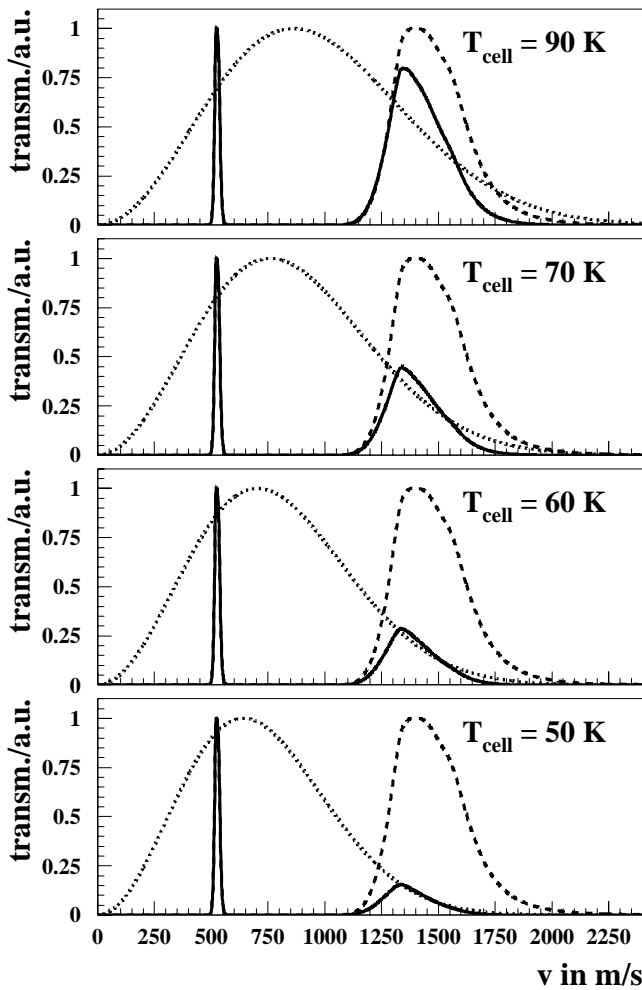 transm./a.u.
1
0.75
0.5
0.25
0
T_cell = 90 K
transm./a.u.
1
0.75
0.5
0.25
0
T_cell = 70 K
transm./a.u.
1
0.75
0.5
0.25
0
T_cell = 60 K
transm./a.u.
1
0.75
0.5
0.25
0
T_cell = 50 K
0 250 500 750 1000 1250 1500 1750 2000 2250
v in m/s